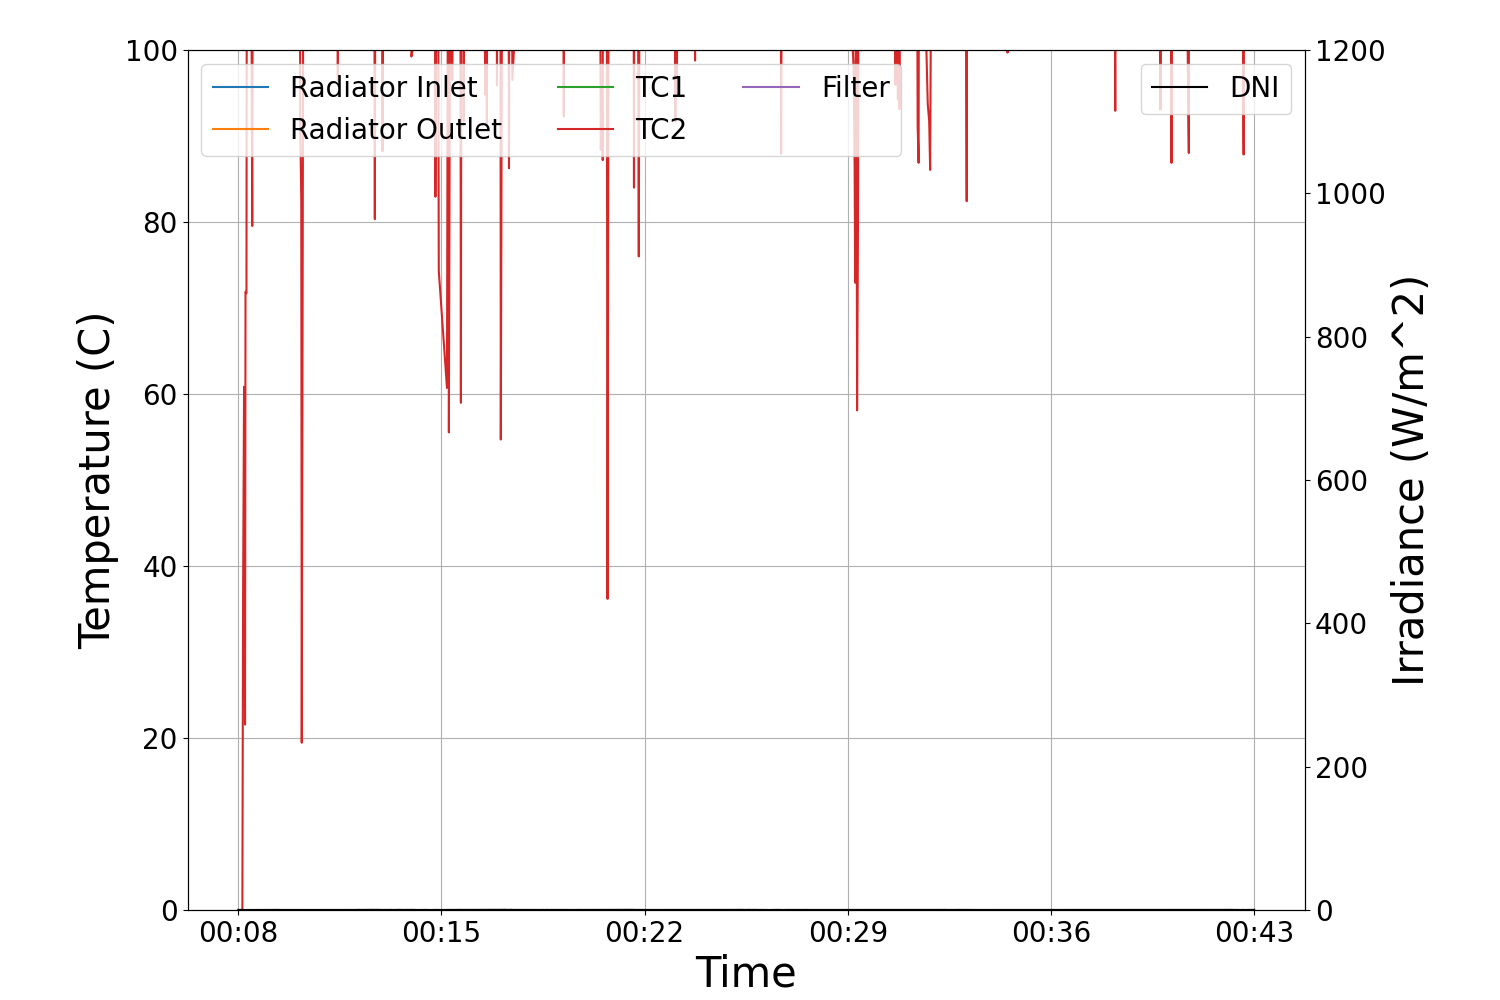 100
80
60
40
20
0
Temperature (C)
Radiator Inlet
Radiator Outlet
TC1
TC2
Filter
DNI
1200
1000
800
600
400
200
0
Irradiance (W/m^2)
00:08 00:15 00:22 00:29 00:36 00:43
Time